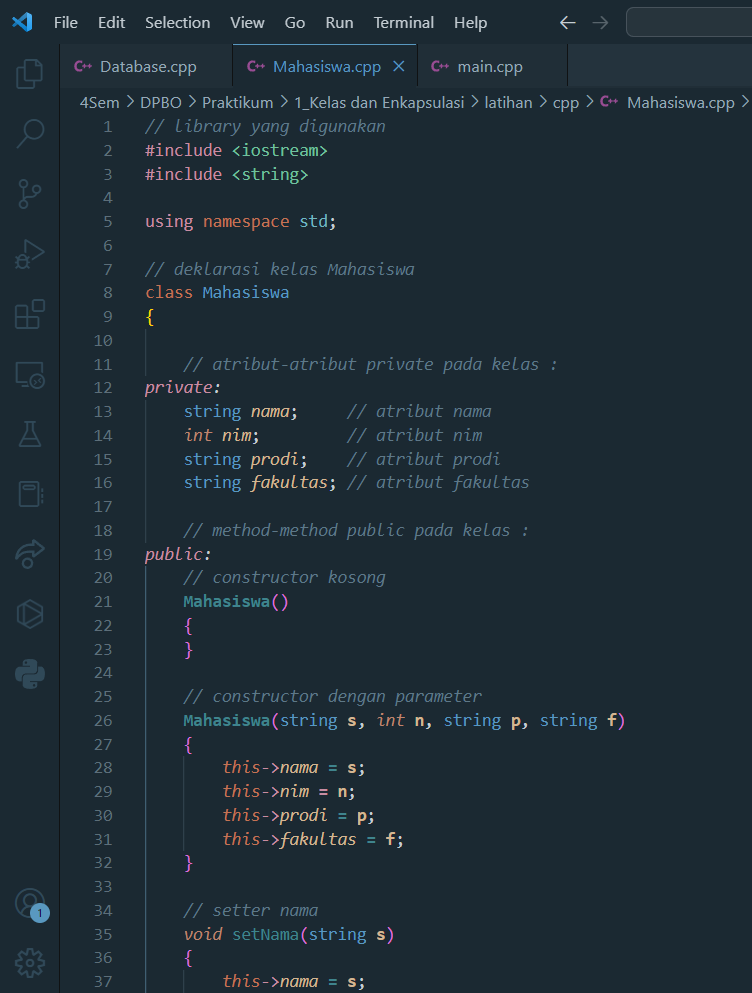 File Edit Selection View Go Run Terminal Help
Database.cpp Mahasiswa.cpp main.cpp
4Sem > DPBO > Praktikum > 1_Kelas dan Enkapsulasi > latihan > cpp > Mahasiswa.cpp >
1 // library yang digunakan
2 #include <iostream>
3 #include <string>
4
5 using namespace std;
6
7 // deklarasi kelas Mahasiswa
8 class Mahasiswa
9 {
10
11 // atribut-atribut private pada kelas :
12 private:
13 string nama; // atribut nama
14 int nim; // atribut nim
15 string prodi; // atribut prodi
16 string fakultas; // atribut fakultas
17
18 // method-method public pada kelas :
19 public:
20 // constructor kosong
21 Mahasiswa()
22 {
23 }
24
25 // constructor dengan parameter
26 Mahasiswa(string s, int n, string p, string f)
27 {
28 this->nama = s;
29 this->nim = n;
30 this->prodi = p;
31 this->fakultas = f;
32 }
33
34 // setter nama
35 void setNama(string s)
36 {
37 this->nama = s;
1